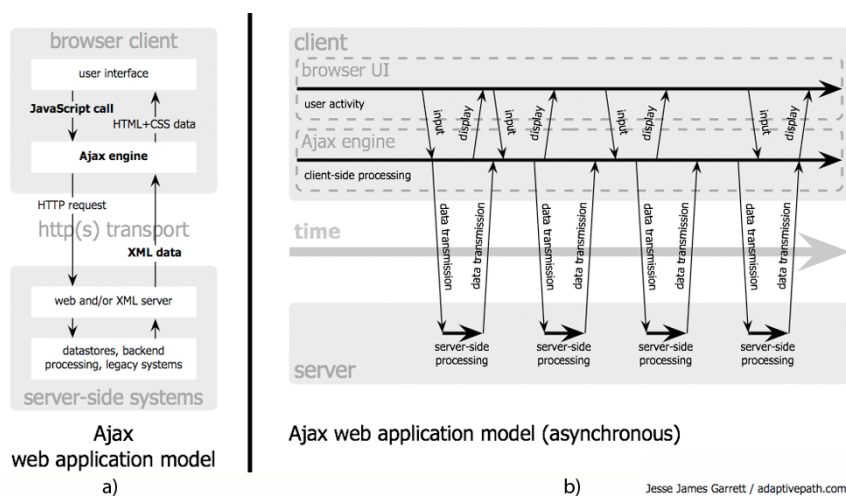 browser client
user interface
JavaScript call
HTML+CSS data
Ajax engine
HTTP request
http(s) transport
XML data
web and/or XML server
datastores, backend
processing, legacy systems
server-side systems
Ajax
web application model
a)
client
browser UI
user activity
input
display
input
display
input
display
input
display
Ajax engine
client-side processing
data transmission
data transmission
data transmission
data transmission
data transmission
data transmission
data transmission
data transmission
time
server-side
processing
server-side
processing
server-side
processing
server-side
processing
server
Ajax web application model (asynchronous)
b)
Jesse James Garrett / adaptivepath.com